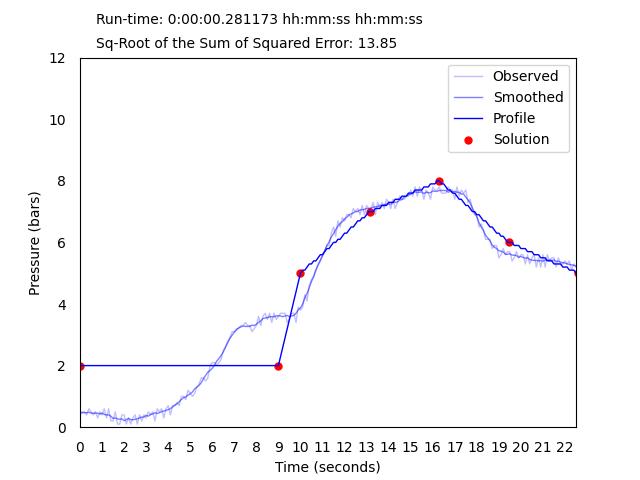 Run-time: 0:00:00.281173 hh:mm:ss hh:mm:ss
Sq-Root of the Sum of Squared Error: 13.85
12
10
8
6
4
2
0
Pressure (bars)
Observed
Smoothed
Profile
Solution
0 1 2 3 4 5 6 7 8 9 10 11 12 13 14 15 16 17 18 19 20 21 22
Time (seconds)